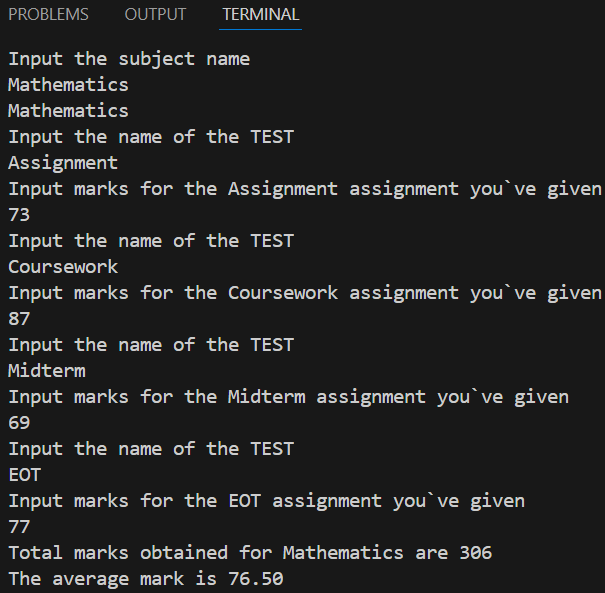 PROBLEMS OUTPUT TERMINAL
Input the subject name
Mathematics
Mathematics
Input the name of the TEST
Assignment
Input marks for the Assignment assignment you`ve given
73
Input the name of the TEST
Coursework
Input marks for the Coursework assignment you`ve given
87
Input the name of the TEST
Midterm
Input marks for the Midterm assignment you`ve given
69
Input the name of the TEST
EOT
Input marks for the EOT assignment you`ve given
77
Total marks obtained for Mathematics are 306
The average mark is 76.50